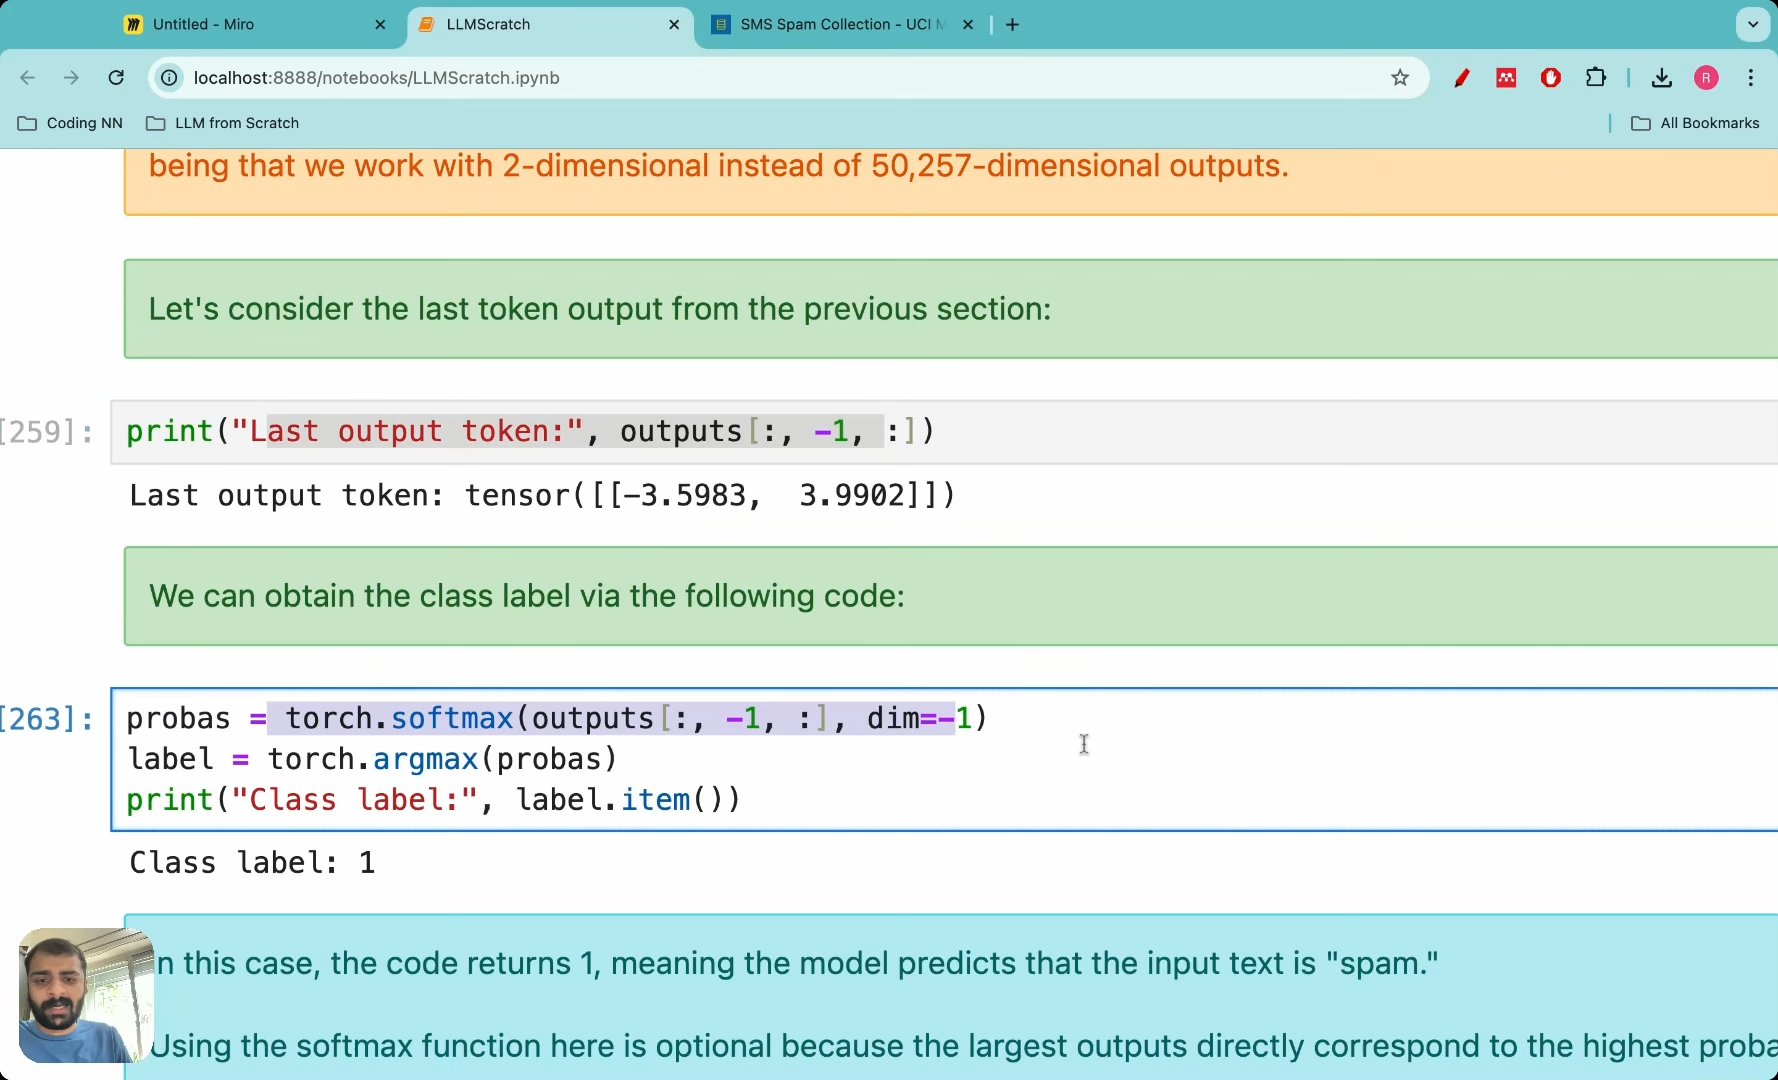 Untitled - Miro
LLMScratch
SMS Spam Collection - UCI M
localhost:8888/notebooks/LLMScratch.ipynb
R
Coding NN
LLM from Scratch
All Bookmarks
being that we work with 2-dimensional instead of 50,257-dimensional outputs.
Let's consider the last token output from the previous section:
[259]:
print("Last output token:", outputs[:, -1, :])
Last output token: tensor([[-3.5983,  3.9902]])
We can obtain the class label via the following code:
[263]:
probas = torch.softmax(outputs[:, -1, :], dim=-1)
label = torch.argmax(probas)
print("Class label:", label.item())
Class label: 1
n this case, the code returns 1, meaning the model predicts that the input text is "spam."
Using the softmax function here is optional because the largest outputs directly correspond to the highest proba